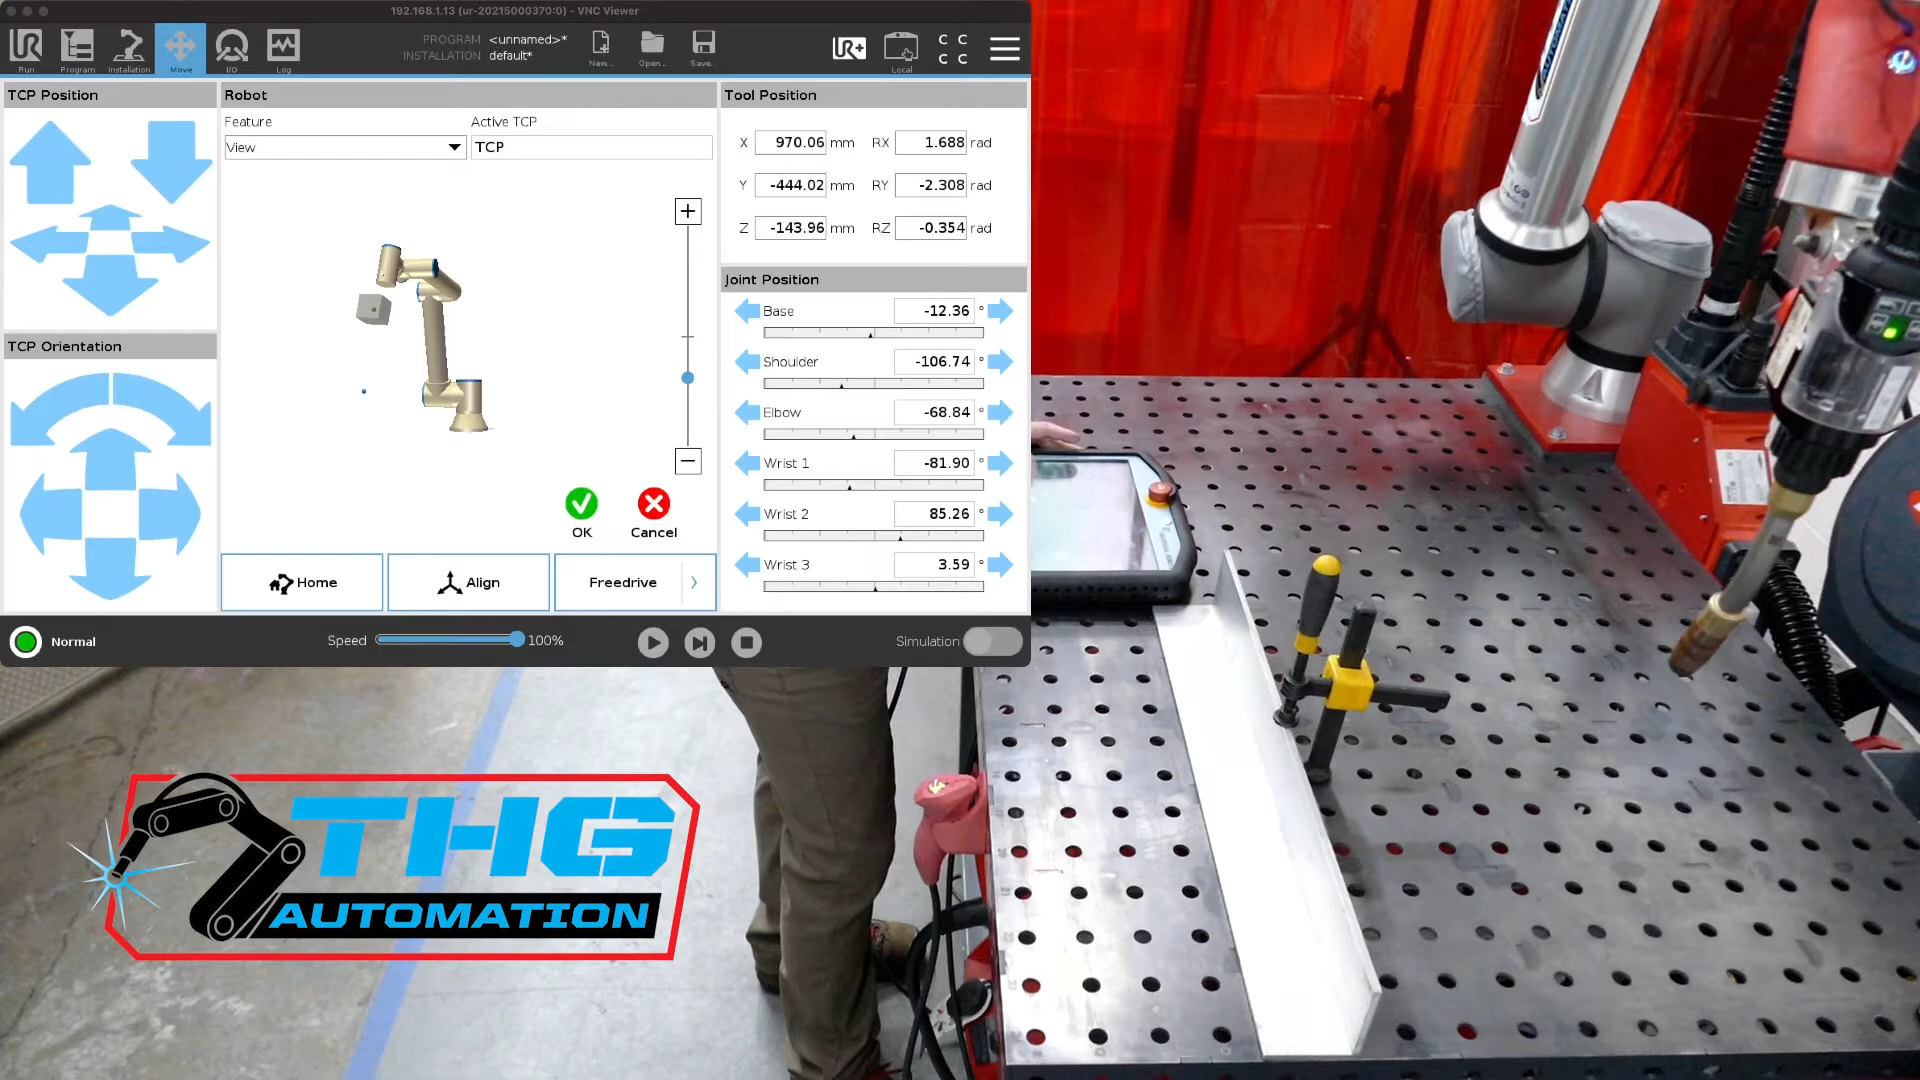 192.168.1.13 (ur-20215000370:0) - VNC Viewer
Run
Program
Installation
Move
I/O
Log
PROGRAM <unnamed>*
INSTALLATION default*
New...
Open...
Save...
UR+
Local
C C
C C
TCP Position
TCP Orientation
Robot
Feature
View
Active TCP
TCP
OK
Cancel
Home
Align
Freedrive
Tool Position
X 970.06 mm RX 1.688 rad
Y -444.02 mm RY -2.308 rad
Z -143.96 mm RZ -0.354 rad
Joint Position
Base -12.36 °
Shoulder -106.74 °
Elbow -68.84 °
Wrist 1 -81.90 °
Wrist 2 85.26 °
Wrist 3 3.59 °
Normal
Speed 100%
Simulation
THG
AUTOMATION